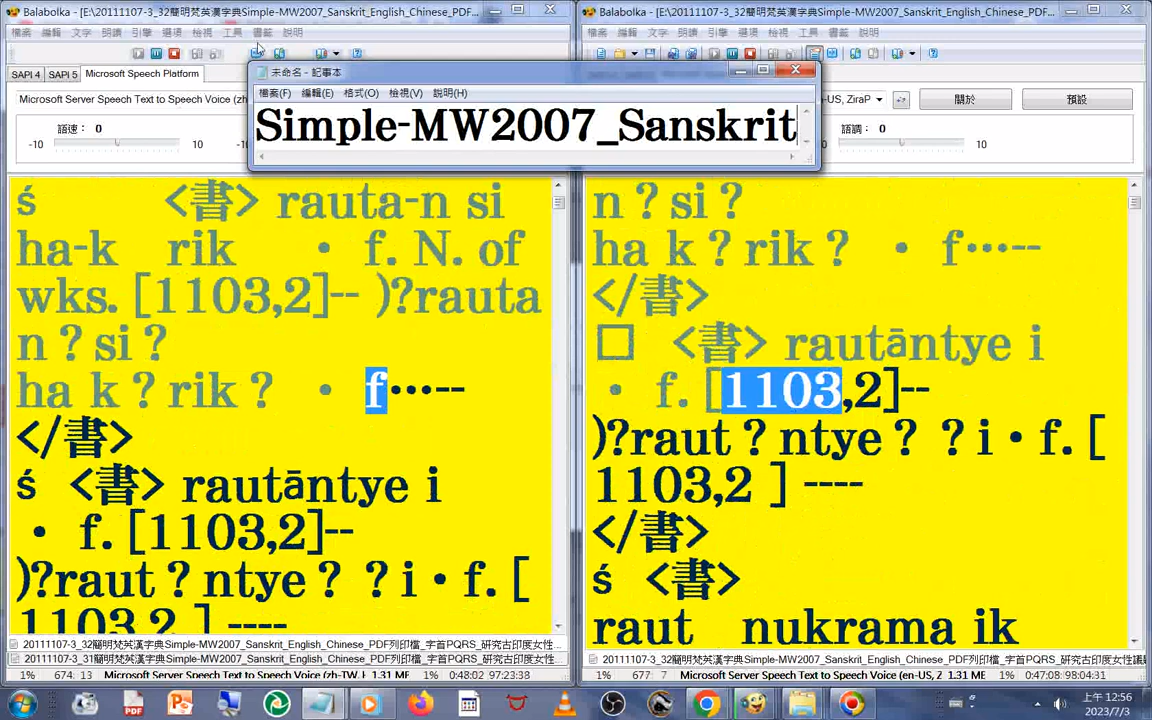 Balabolka - [E:\20111107-3_32簡明梵英漢字典Simple-MW2007_Sanskrit_English_Chinese_PDF...
檔案 編輯 文字 朗讀 引擎 選項 檢視 工具 書籤 說明
SAPI 4 SAPI 5 Microsoft Speech Platform
Microsoft Server Speech Text to Speech Voice (zh
語速: 0
-10 10 -10
ś <書> rauta-n si
ha-k rik • f. N. of
wks. [1103,2]-- )?rauta
n ? si ?
ha k ? rik ? • f•••--
</書>
ś <書> rautāntye i
• f. [1103,2]--
)?raut ? ntye ? ? i • f. [
1103,2 ] ----
20111107-3_32簡明梵英漢字典Simple-MW2007_Sanskrit_English_Chinese_PDF列印檔_字首PQRS_研究古印度女性
20111107-3_31簡明梵英漢字典Simple-MW2007_Sanskrit_English_Chinese_PDF列印檔_字首PQRS_研究古印度女性
1% 674: 13 Microsoft Server Speech Text to Speech Voice (zh-TW, 1.31 ME 1% 0:48:02 97:23:38
未命名 - 記事本
檔案(F) 編輯(E) 格式(O) 檢視(V) 說明(H)
Simple-MW2007_Sanskrit
Balabolka - [E:\20111107-3_32簡明梵英漢字典Simple-MW2007_Sanskrit_English_Chinese_PDF...
檔案 編輯 文字 朗讀 引擎 選項 檢視 工具 書籤 說明
-US, ZiraP 關於 預設
語調: 0
10
n ? si ?
ha k ? rik ? • f•••--
</書>
□ <書> rautāntye i
• f. [1103,2]--
)?raut ? ntye ? ? i • f. [
1103,2 ] ----
</書>
ś <書>
raut nukrama ik
20111107-3_32簡明梵英漢字典Simple-MW2007_Sanskrit_English_Chinese_PDF列印檔_字首PQRS_研究古印度女性議
1% 677: 7 Microsoft Server Speech Text to Speech Voice (en-US, Z 1.31 ME 1% 0:47:08 98:04:31
上午 12:56
2023/7/3